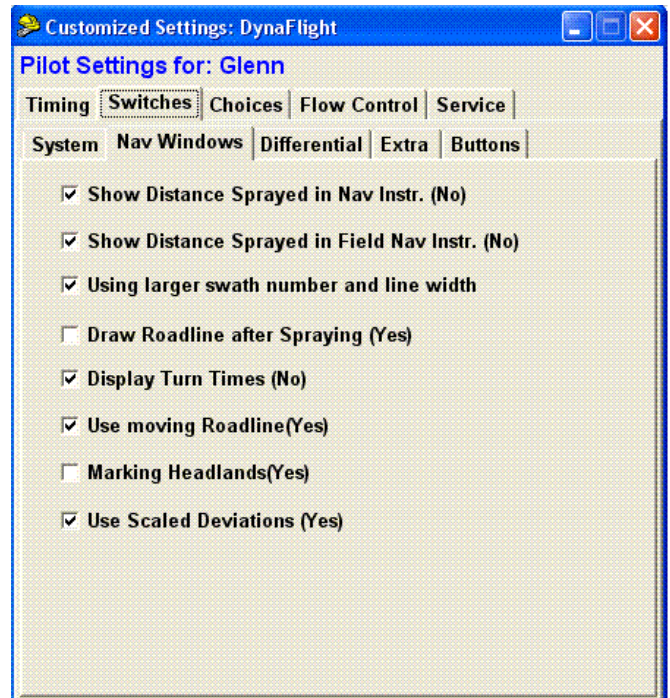 Customized Settings: DynaFlight
Pilot Settings for: Glenn
Timing Switches Choices Flow Control Service
System Nav Windows Differential Extra Buttons
Show Distance Sprayed in Nav Instr. (No)
Show Distance Sprayed in Field Nav Instr. (No)
Using larger swath number and line width
Draw Roadline after Spraying (Yes)
Display Turn Times (No)
Use moving Roadline(Yes)
Marking Headlands(Yes)
Use Scaled Deviations (Yes)